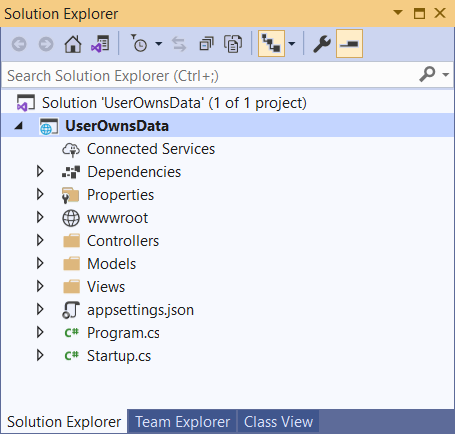 Solution Explorer
Search Solution Explorer (Ctrl+;)
Solution 'UserOwnsData' (1 of 1 project)
UserOwnsData
Connected Services
Dependencies
Properties
wwwroot
Controllers
Models
Views
appsettings.json
C# Program.cs
C# Startup.cs
Solution Explorer Team Explorer Class View